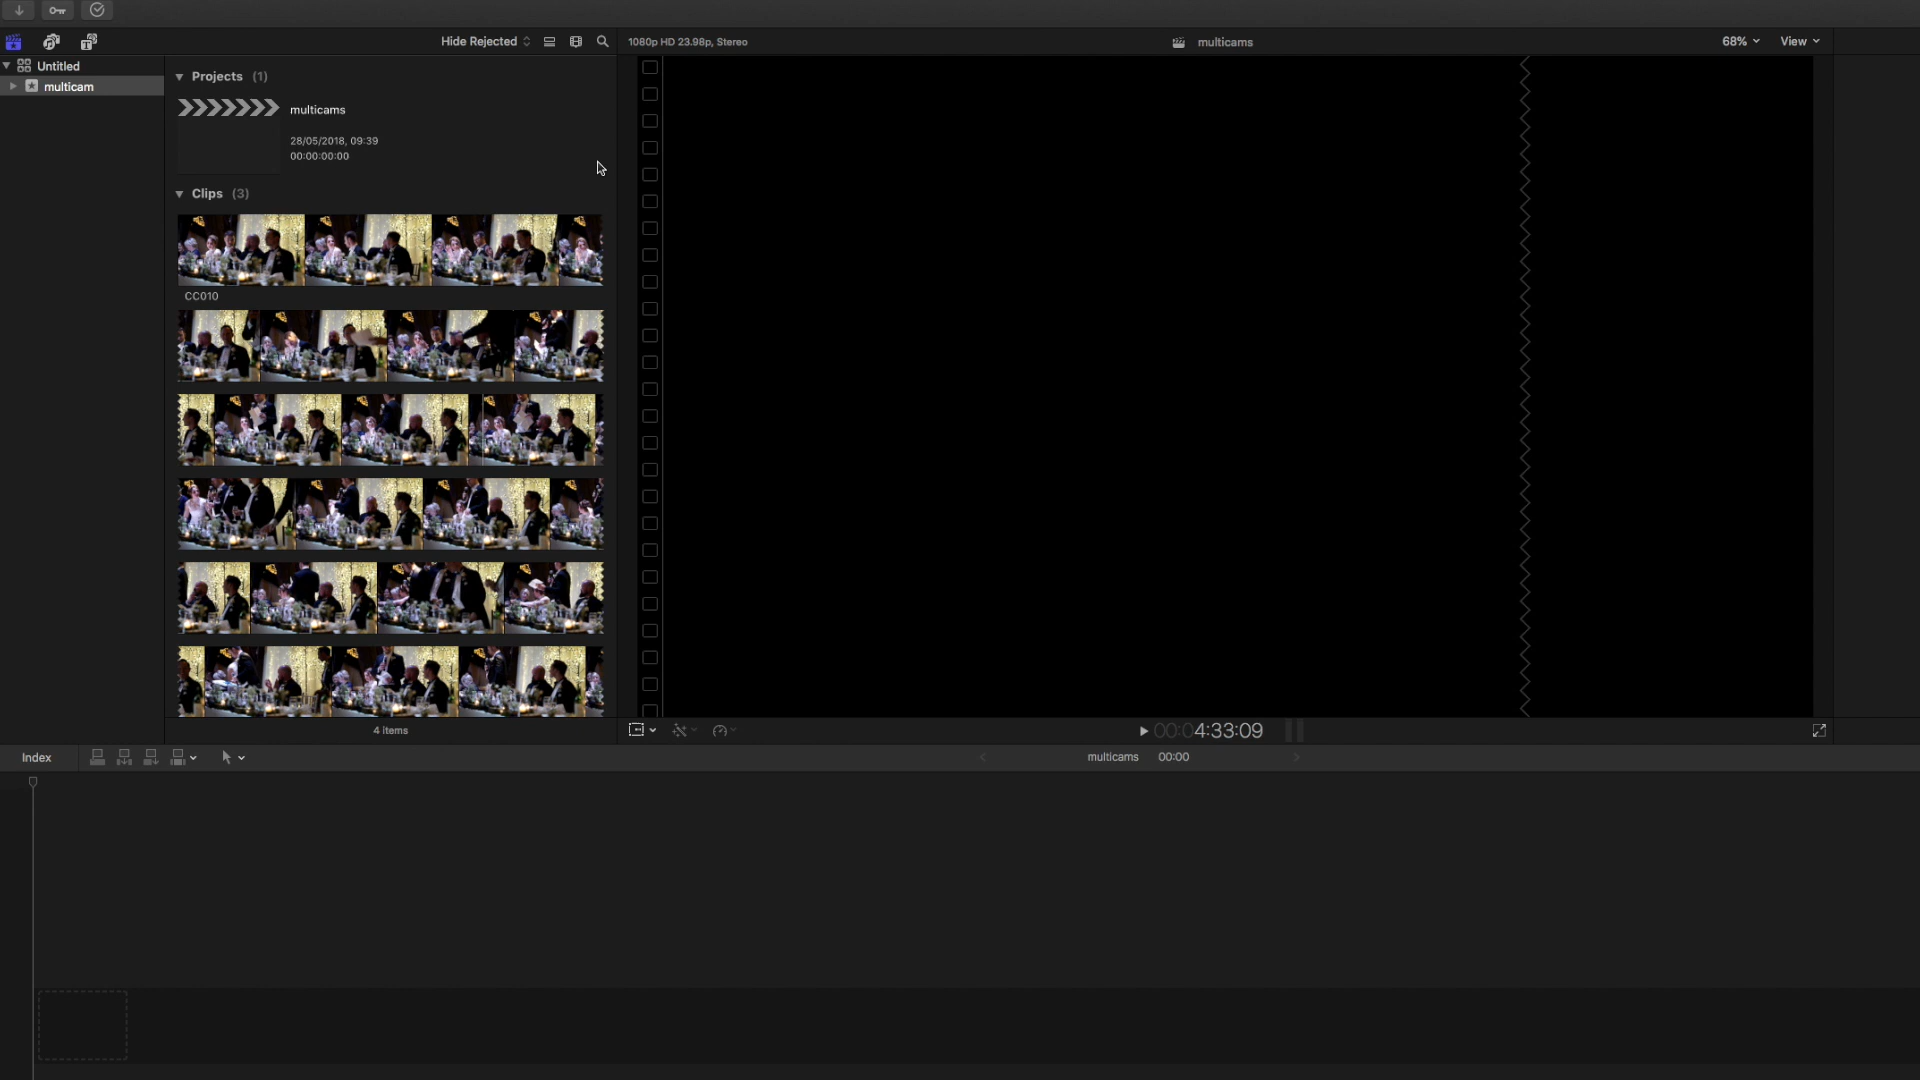 Hide Rejected
1080p HD 23.98p, Stereo
multicams
68%
View
Untitled
multicam
Projects (1)
multicams
28/05/2018, 09:39
00:00:00:00
Clips (3)
CC010
4 items
00:04:33:09
Index
multicams 00:00